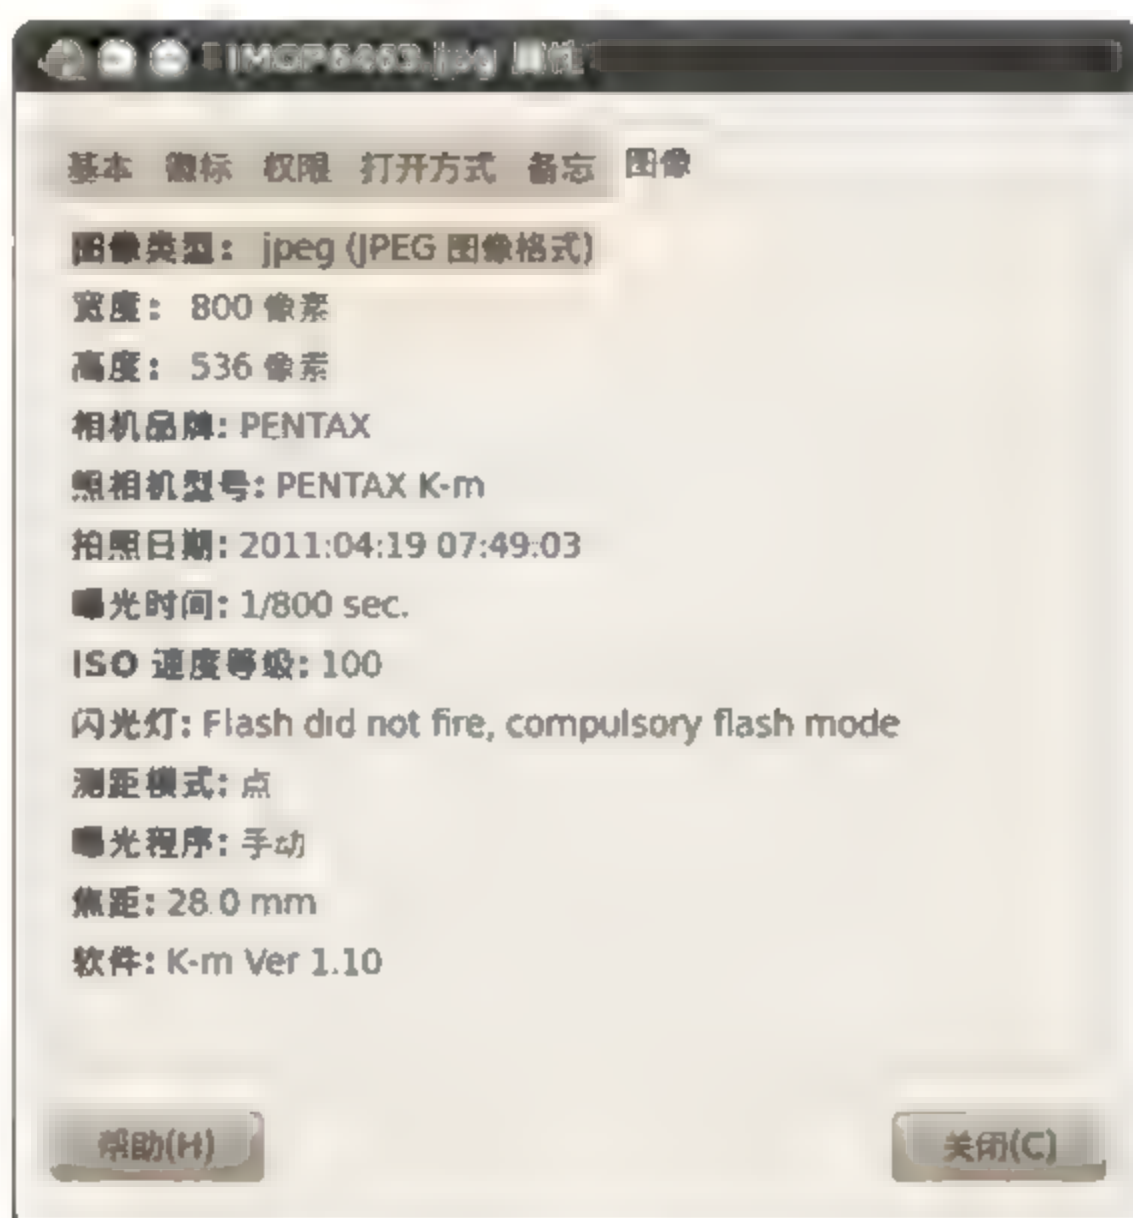 IMGP6463.jpg 属性
基本 徽标 权限 打开方式 备忘 图像
图像类型： jpeg (JPEG 图像格式)
宽度： 800 像素
高度： 536 像素
相机品牌: PENTAX
照相机型号: PENTAX K-m
拍照日期: 2011:04:19 07:49:03
曝光时间: 1/800 sec.
ISO 速度等级: 100
闪光灯: Flash did not fire, compulsory flash mode
测距模式: 点
曝光程序: 手动
焦距: 28.0 mm
软件: K-m Ver 1.10
帮助(H) 关闭(C)